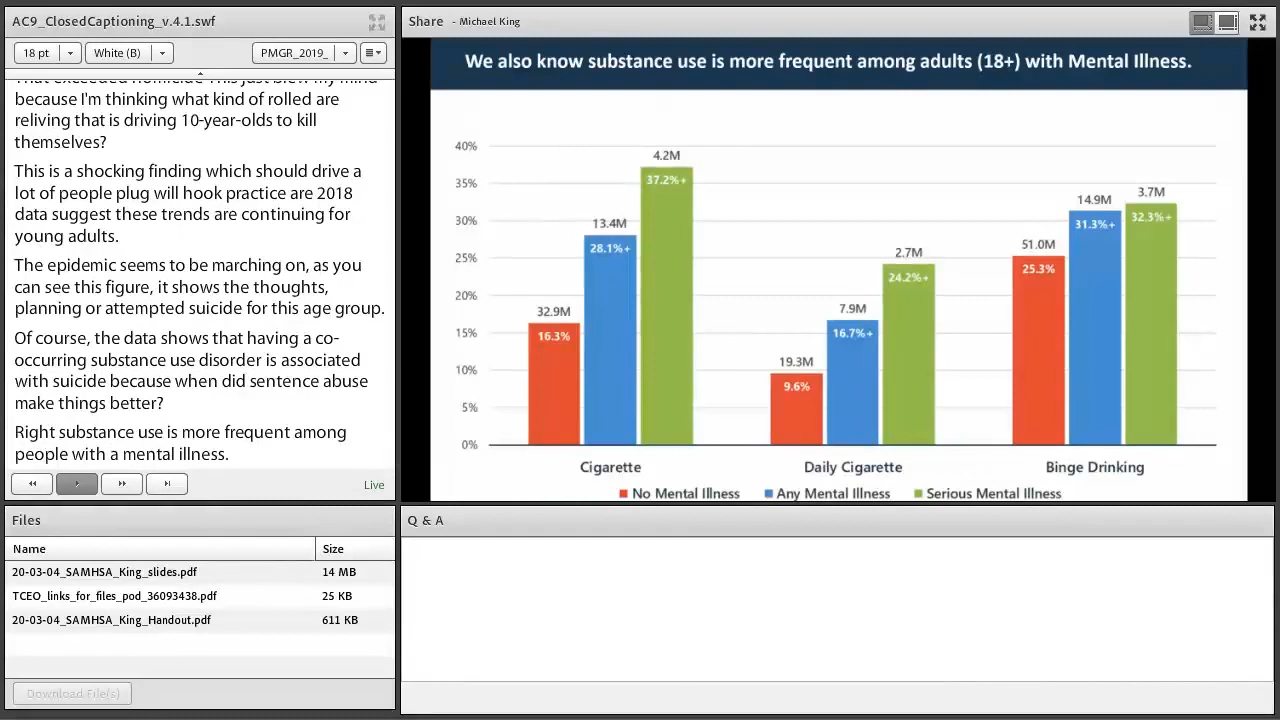 AC9_ClosedCaptioning_v.4.1.swf
18 pt
White (B)
PMGR_2019_
That exceeded homicide This just blew my mind
because I'm thinking what kind of rolled are
reliving that is driving 10-year-olds to kill
themselves?
This is a shocking finding which should drive a
lot of people plug will hook practice are 2018
data suggest these trends are continuing for
young adults.
The epidemic seems to be marching on, as you
can see this figure, it shows the thoughts,
planning or attempted suicide for this age group.
Of course, the data shows that having a co-
occurring substance use disorder is associated
with suicide because when did sentence abuse
make things better?
Right substance use is more frequent among
people with a mental illness.
Live
Share - Michael King
We also know substance use is more frequent among adults (18+) with Mental Illness.
40%
35%
30%
25%
20%
15%
10%
5%
0%
32.9M
16.3%
13.4M
28.1%+
4.2M
37.2%+
19.3M
9.6%
7.9M
16.7%+
2.7M
24.2%+
51.0M
25.3%
14.9M
31.3%+
3.7M
32.3%+
Cigarette
Daily Cigarette
Binge Drinking
No Mental Illness
Any Mental Illness
Serious Mental Illness
Files
Name Size
20-03-04_SAMHSA_King_slides.pdf 14 MB
TCEO_links_for_files_pod_36093438.pdf 25 KB
20-03-04_SAMHSA_King_Handout.pdf 611 KB
Download File(s)
Q & A